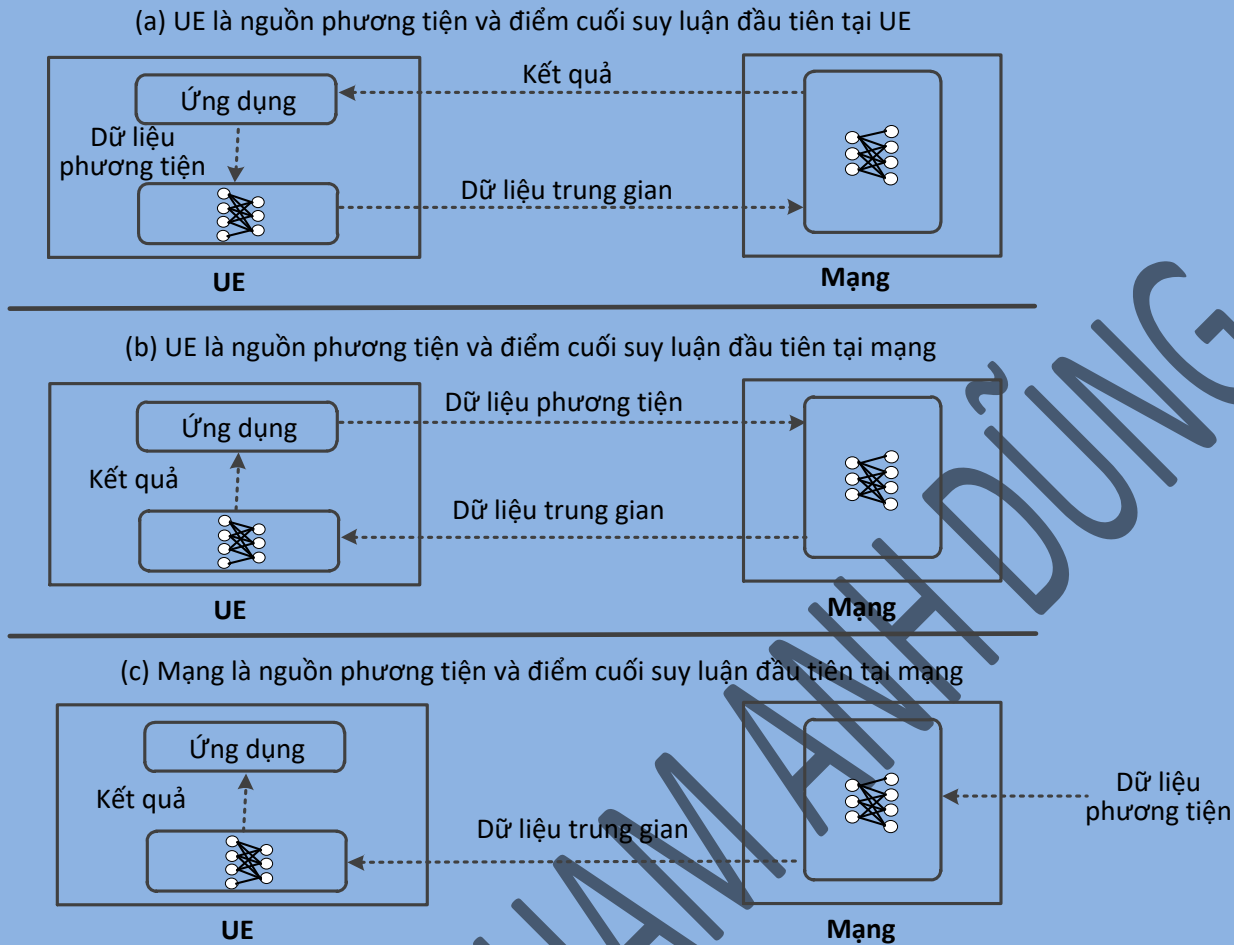 (a) UE là nguồn phương tiện và điểm cuối suy luận đầu tiên tại UE
Kết quả
Ứng dụng
Dữ liệu
phương tiện
Dữ liệu trung gian
UE
Mạng
(b) UE là nguồn phương tiện và điểm cuối suy luận đầu tiên tại mạng
Dữ liệu phương tiện
Ứng dụng
Kết quả
Dữ liệu trung gian
UE
Mạng
(c) Mạng là nguồn phương tiện và điểm cuối suy luận đầu tiên tại mạng
Ứng dụng
Kết quả
Dữ liệu
phương tiện
Dữ liệu trung gian
UE
Mạng
ANH DŨNG